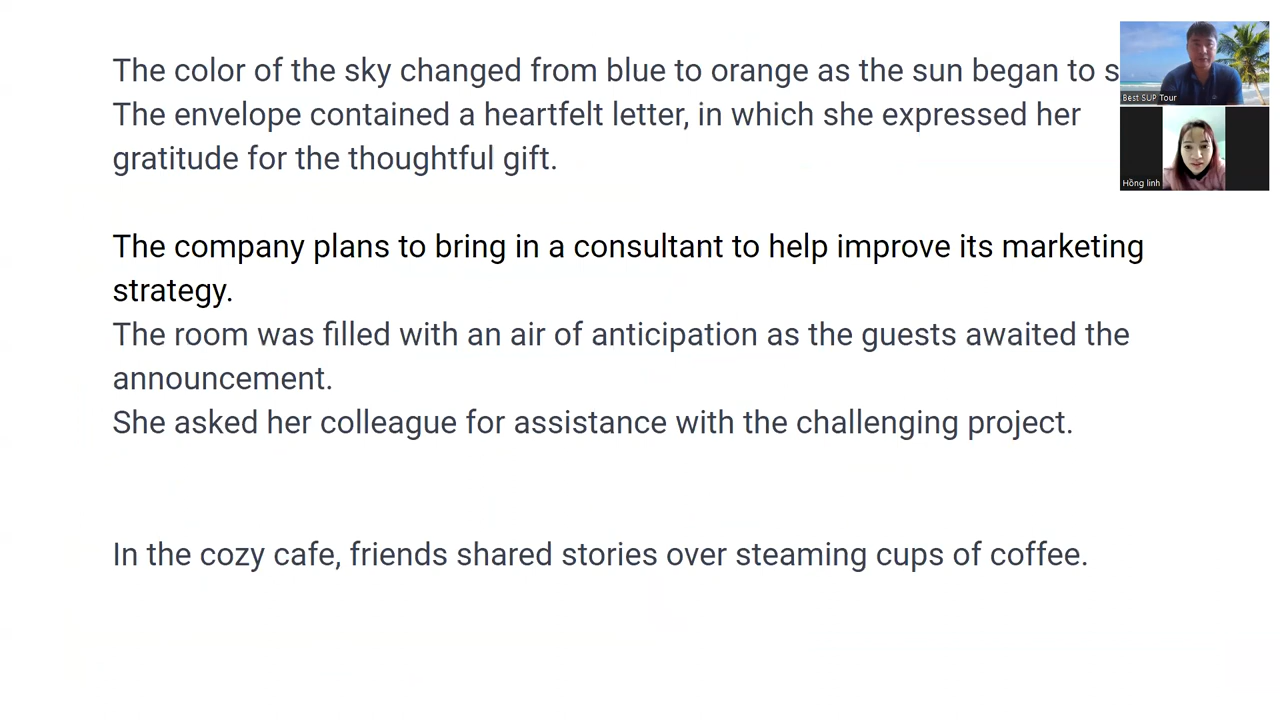 The color of the sky changed from blue to orange as the sun began to
The envelope contained a heartfelt letter, in which she expressed her
gratitude for the thoughtful gift.
The company plans to bring in a consultant to help improve its marketing
strategy.
The room was filled with an air of anticipation as the guests awaited the
announcement.
She asked her colleague for assistance with the challenging project.
In the cozy cafe, friends shared stories over steaming cups of coffee.
Best SUP Tour
Hồng linh